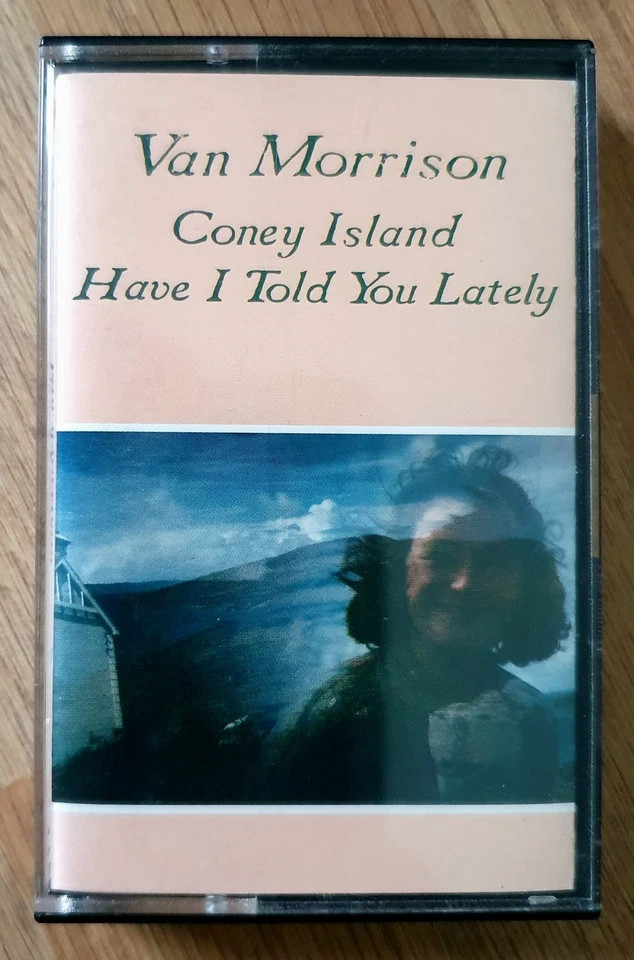 Van Morrison
Coney Island
Have I Told You Lately